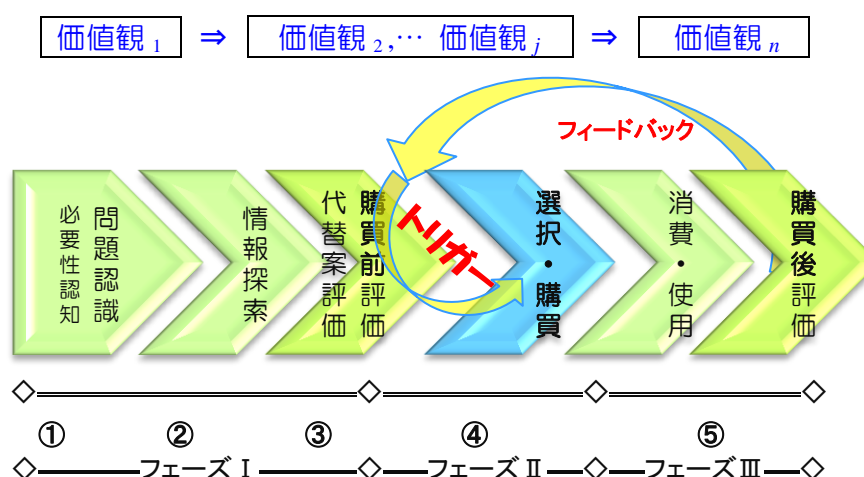 価値観1 ⇒ 価値観2,… 価値観j ⇒ 価値観n
フィードバック
問題認識
必要性認知
情報探索
購買前評価
代替案評価
トリガー
選択・購買
消費・使用
購買後評価
① ② ③ ④ ⑤
フェーズⅠ フェーズⅡ フェーズⅢ